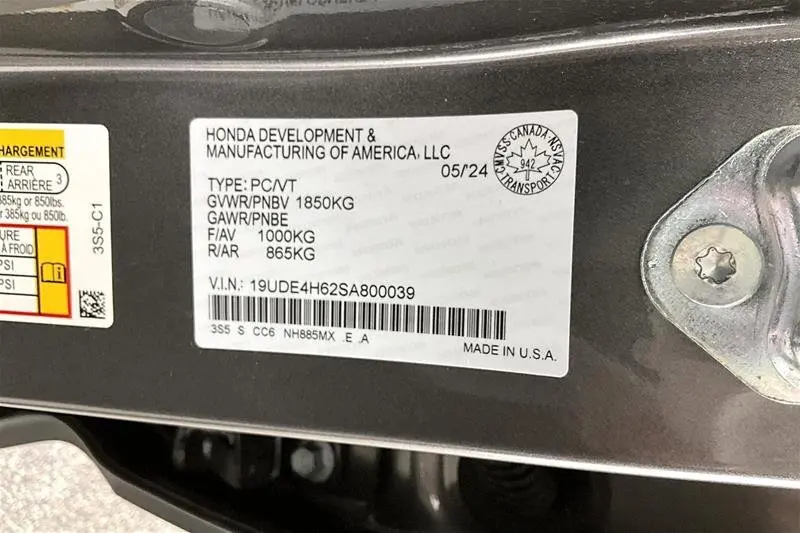 HARGEMENT
REAR
ARRIÈRE 3
385kg or 850lbs.
385kg ou 850lb.
À FROID
PSI
PSI
3S5-C1
HONDA DEVELOPMENT &
MANUFACTURING OF AMERICA, LLC
05/'24
TYPE: PC/VT
GVWR/PNBV 1850KG
GAWR/PNBE
F/AV 1000KG
R/AR 865KG
V.I.N.: 19UDE4H62SA800039
3S5 S CC6 NH885MX .E .A
MADE IN U.S.A.
CMVSS·CANADA·NSVAC
942
TRANSPORT